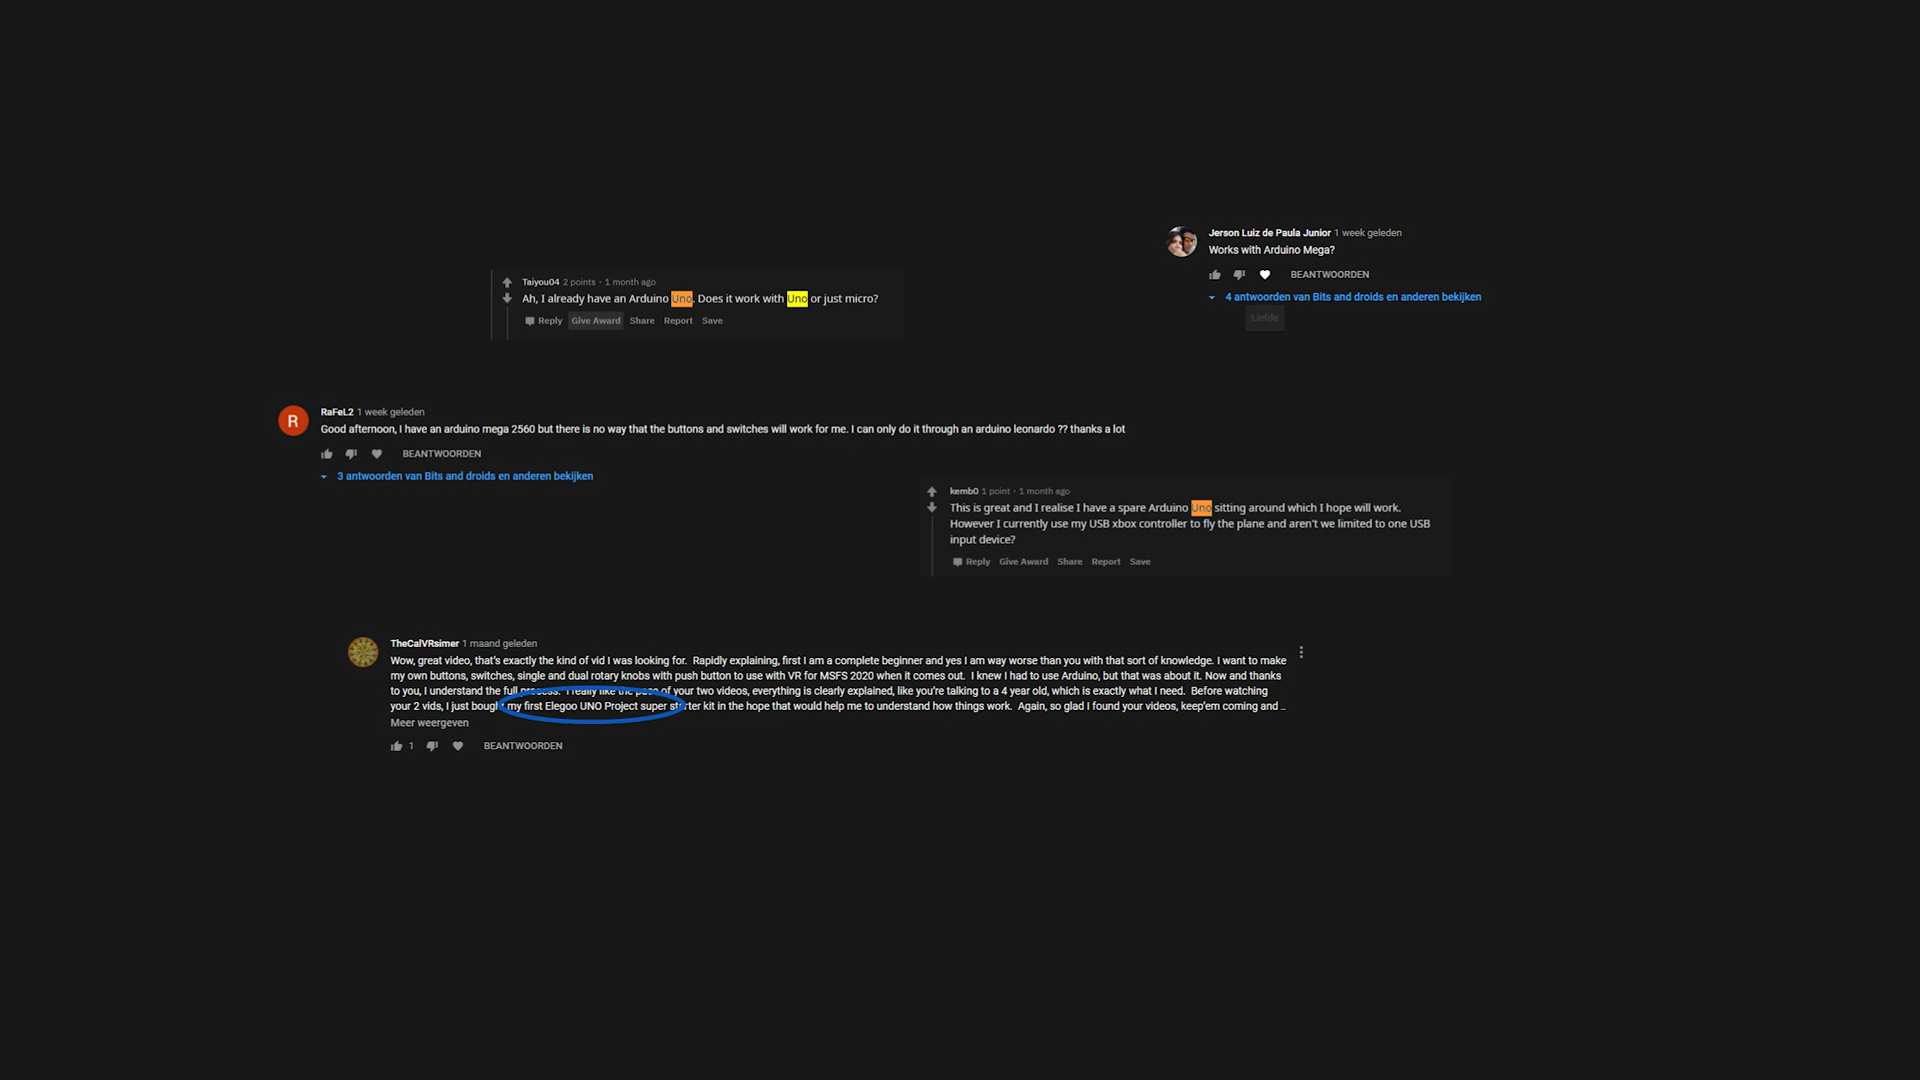 Jerson Luiz de Paula Junior 1 week geleden
Works with Arduino Mega?
BEANTWOORDEN
4 antwoorden van Bits and droids en anderen bekijken
Liefde
Taiyou04 2 points · 1 month ago
Ah, I already have an Arduino Uno. Does it work with Uno or just micro?
Reply Give Award Share Report Save
R
RaFeL2 1 week geleden
Good afternoon, I have an arduino mega 2560 but there is no way that the buttons and switches will work for me. I can only do it through an arduino leonardo ?? thanks a lot
BEANTWOORDEN
3 antwoorden van Bits and droids en anderen bekijken
kemb0 1 point · 1 month ago
This is great and I realise I have a spare Arduino Uno sitting around which I hope will work.
However I currently use my USB xbox controller to fly the plane and aren't we limited to one USB
input device?
Reply Give Award Share Report Save
TheCalVRsimer 1 maand geleden
Wow, great video, that's exactly the kind of vid I was looking for. Rapidly explaining, first I am a complete beginner and yes I am way worse than you with that sort of knowledge. I want to make
my own buttons, switches, single and dual rotary knobs with push button to use with VR for MSFS 2020 when it comes out. I knew I had to use Arduino, but that was about it. Now and thanks
to you, I understand the full process. I really like the pace of your two videos, everything is clearly explained, like you're talking to a 4 year old, which is exactly what I need. Before watching
your 2 vids, I just bought my first Elegoo UNO Project super starter kit in the hope that would help me to understand how things work. Again, so glad I found your videos, keep'em coming and ...
Meer weergeven
1 BEANTWOORDEN